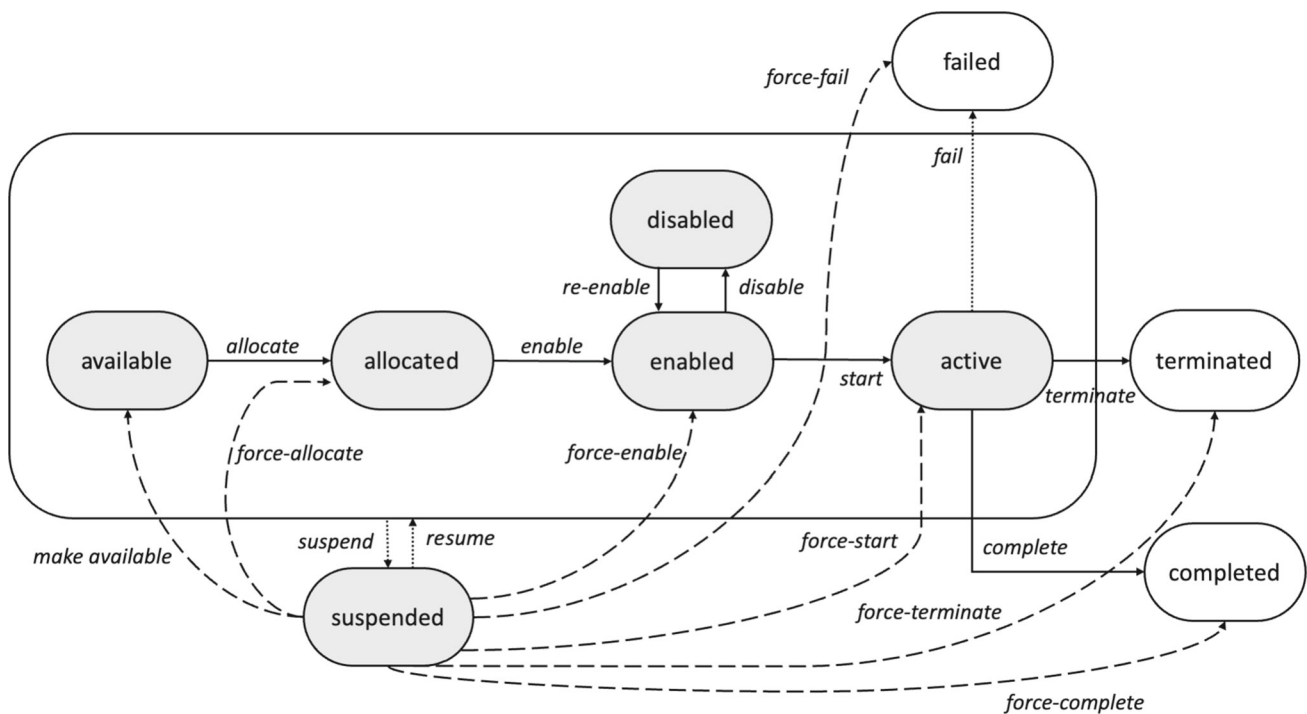 failed
force-fail
fail
disabled
re-enable
disable
available
allocate
allocated
enable
enabled
start
active
terminate
terminated
force-allocate
force-enable
suspend
resume
make available
force-start
complete
completed
suspended
force-terminate
force-complete